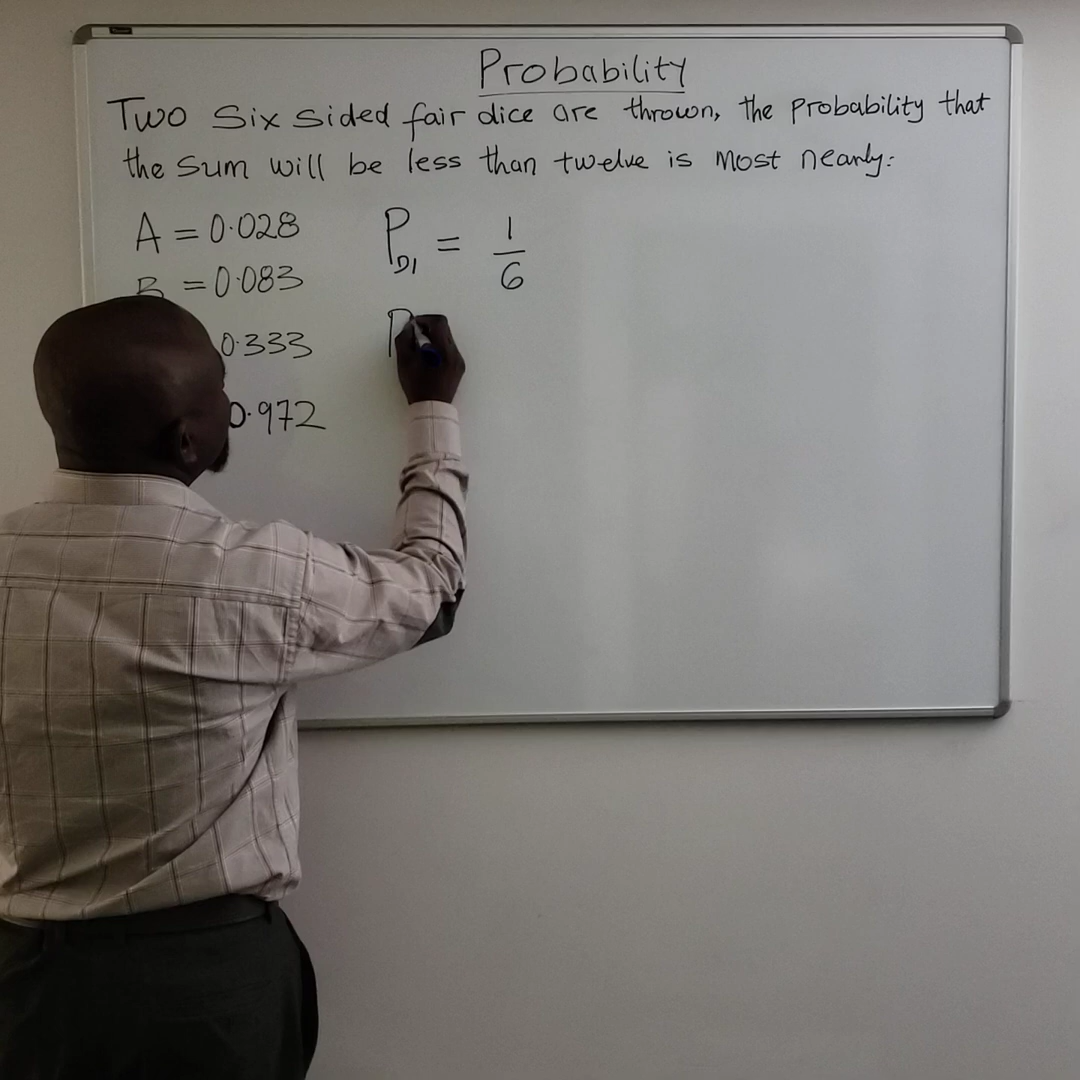 Probability
Two Six sided fair dice are thrown, the probability that
the sum will be less than twelve is most nearly:
A = 0.028
B = 0.083
0.333
0.972
P D1 = 1/6
P